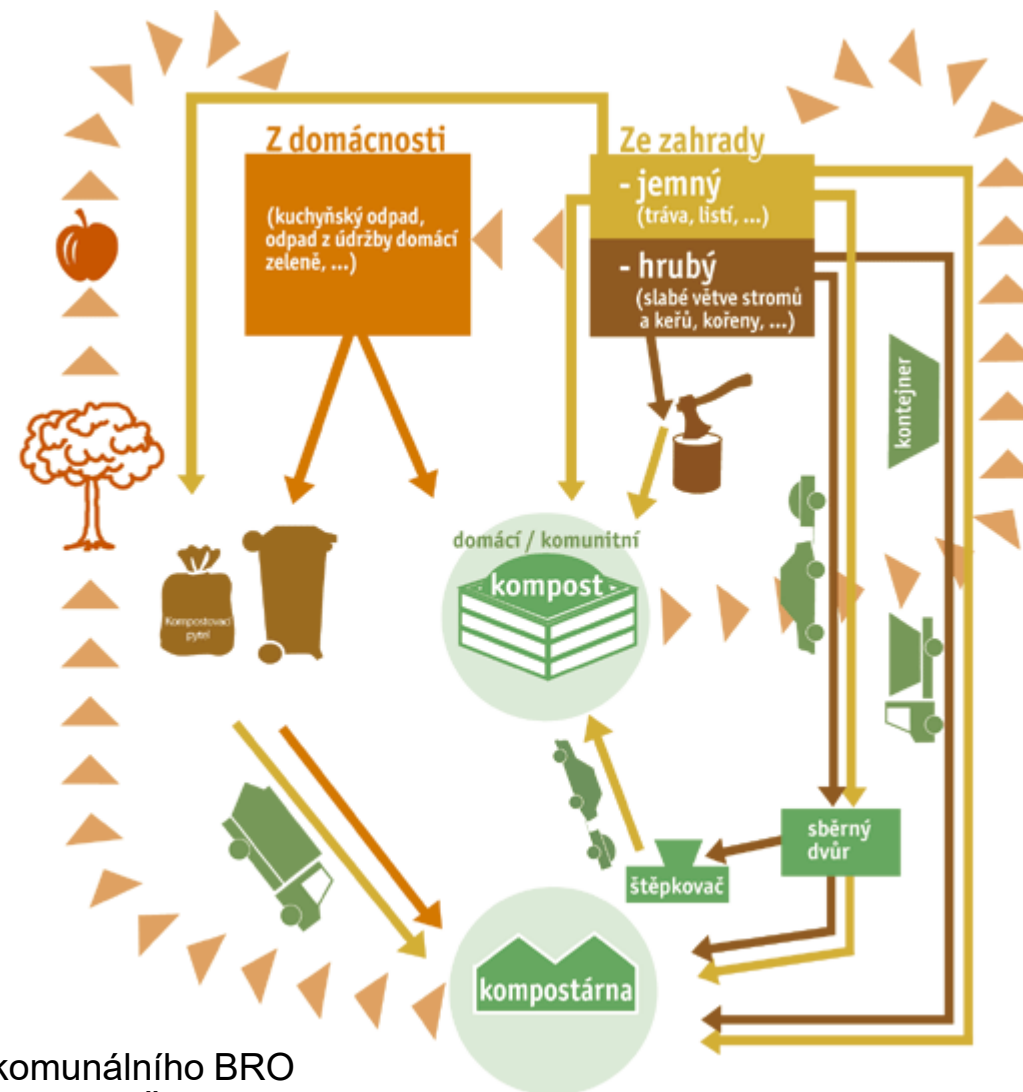 Z domácnosti
(kuchyňský odpad,
odpad z údržby domácí
zeleně, ...)
Ze zahrady
- jemný
(tráva, listí, ...)
- hrubý
(slabé větve stromů
a keřů, kořeny, ...)
kontejner
domácí / komunitní
kompost
Kompostovací
pytel
sběrný
dvůr
štěpkovač
kompostárna
komunálního BRO